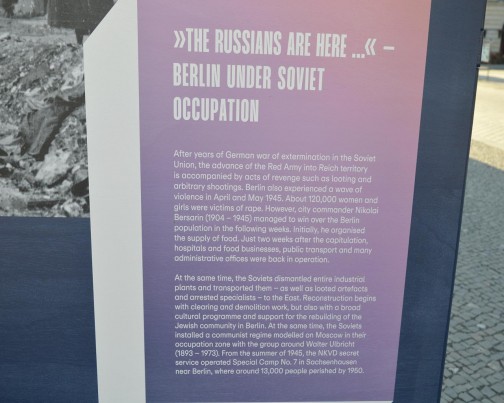 »THE RUSSIANS ARE HERE ...« –
BERLIN UNDER SOVIET
OCCUPATION
After years of German war of extermination in the Soviet
Union, the advance of the Red Army into Reich territory
is accompanied by acts of revenge such as looting and
arbitrary shootings. Berlin also experienced a wave of
violence in April and May 1945. About 120,000 women and
girls were victims of rape. However, city commander Nikolai
Bersarin (1904 – 1945) managed to win over the Berlin
population in the following weeks. Initially, he organised
the supply of food. Just two weeks after the capitulation,
hospitals and food businesses, public transport and many
administrative offices were back in operation.
At the same time, the Soviets dismantled entire industrial
plants and transported them – as well as looted artefacts
and arrested specialists – to the East. Reconstruction begins
with clearing and demolition work, but also with a broad
cultural programme and support for the rebuilding of the
Jewish community in Berlin. At the same time, the Soviets
installed a communist regime modelled on Moscow in their
occupation zone with the group around Walter Ulbricht
(1893 – 1973). From the summer of 1945, the NKVD secret
service operated Special Camp No. 7 in Sachsenhausen
near Berlin, where around 13,000 people perished by 1950.